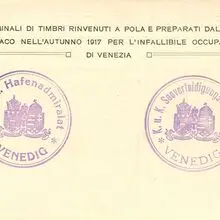 INALI DI TIMBRI RINVENUTI A POLA E PREPARATI DAL
ACO NELL'AUTUNNO 1917 PER L'INFALLIBILE OCCUPA
DI VENEZIA
. Hafenadmiralat
VENEDIG
K. u. K.
VENEDIG